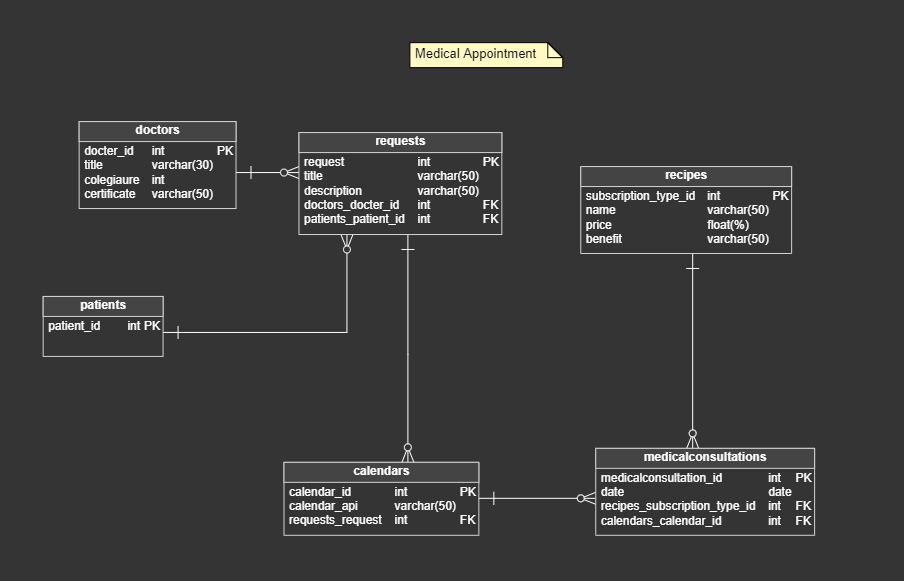 Medical Appointment
doctors
docter_id int PK
title varchar(30)
colegiaure int
certificate varchar(50)
requests
request int PK
title varchar(50)
description varchar(50)
doctors_docter_id int FK
patients_patient_id int FK
recipes
subscription_type_id int PK
name varchar(50)
price float(%)
benefit varchar(50)
patients
patient_id int PK
calendars
calendar_id int PK
calendar_api varchar(50)
requests_request int FK
medicalconsultations
medicalconsultation_id int PK
date date
recipes_subscription_type_id int FK
calendars_calendar_id int FK